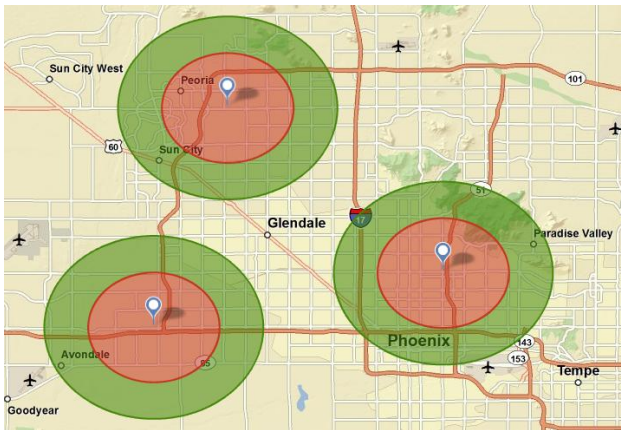 Sun City West
Peoria
101
60
Sun City
51
Glendale
17
Paradise Valley
Phoenix
143
Avondale
85
153
Tempe
Goodyear